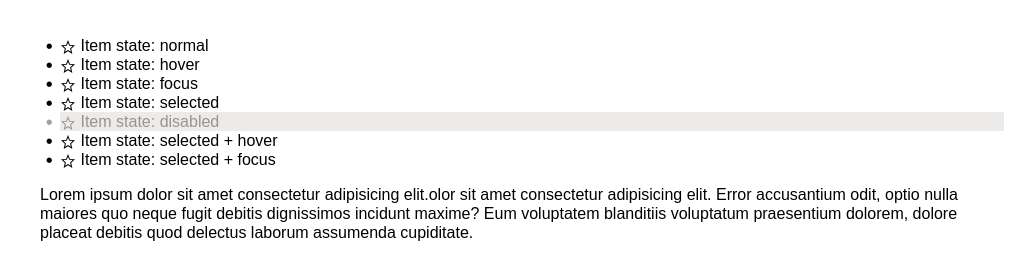 Item state: normal
Item state: hover
Item state: focus
Item state: selected
Item state: disabled
Item state: selected + hover
Item state: selected + focus
Lorem ipsum dolor sit amet consectetur adipisicing elit.olor sit amet consectetur adipisicing elit. Error accusantium odit, optio nulla
maiores quo neque fugit debitis dignissimos incidunt maxime? Eum voluptatem blanditiis voluptatum praesentium dolorem, dolore
placeat debitis quod delectus laborum assumenda cupiditate.